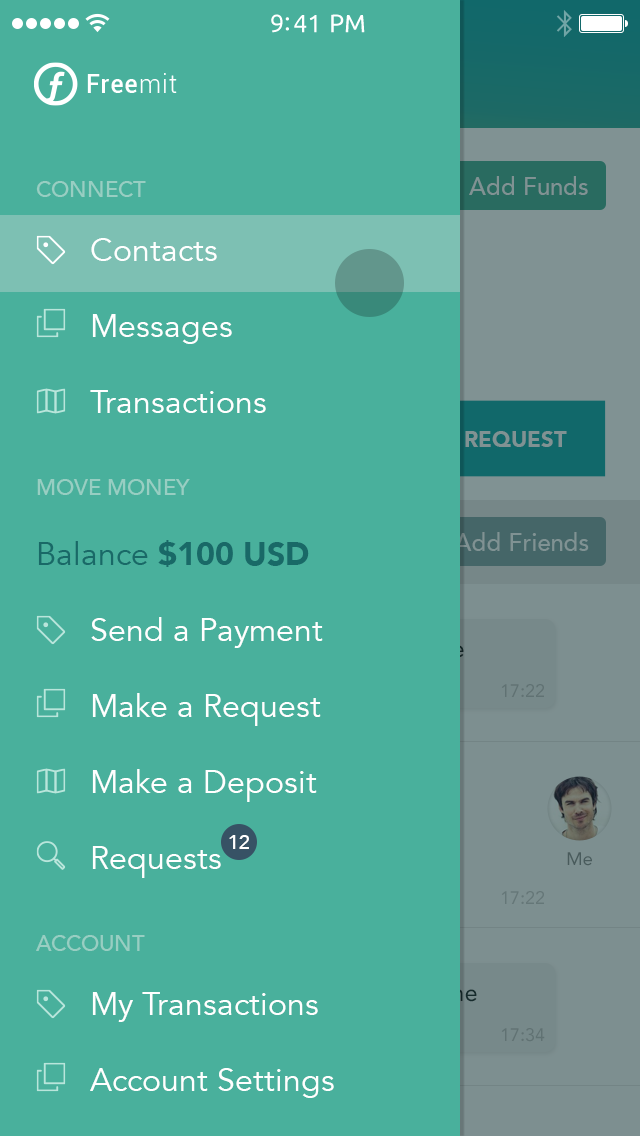 9:41 PM
f Freemit
CONNECT
Add Funds
Contacts
Messages
Transactions
REQUEST
MOVE MONEY
Add Friends
Balance $100 USD
Send a Payment
17:22
Make a Request
Make a Deposit
Requests 12
Me
17:22
ACCOUNT
My Transactions
17:34
Account Settings